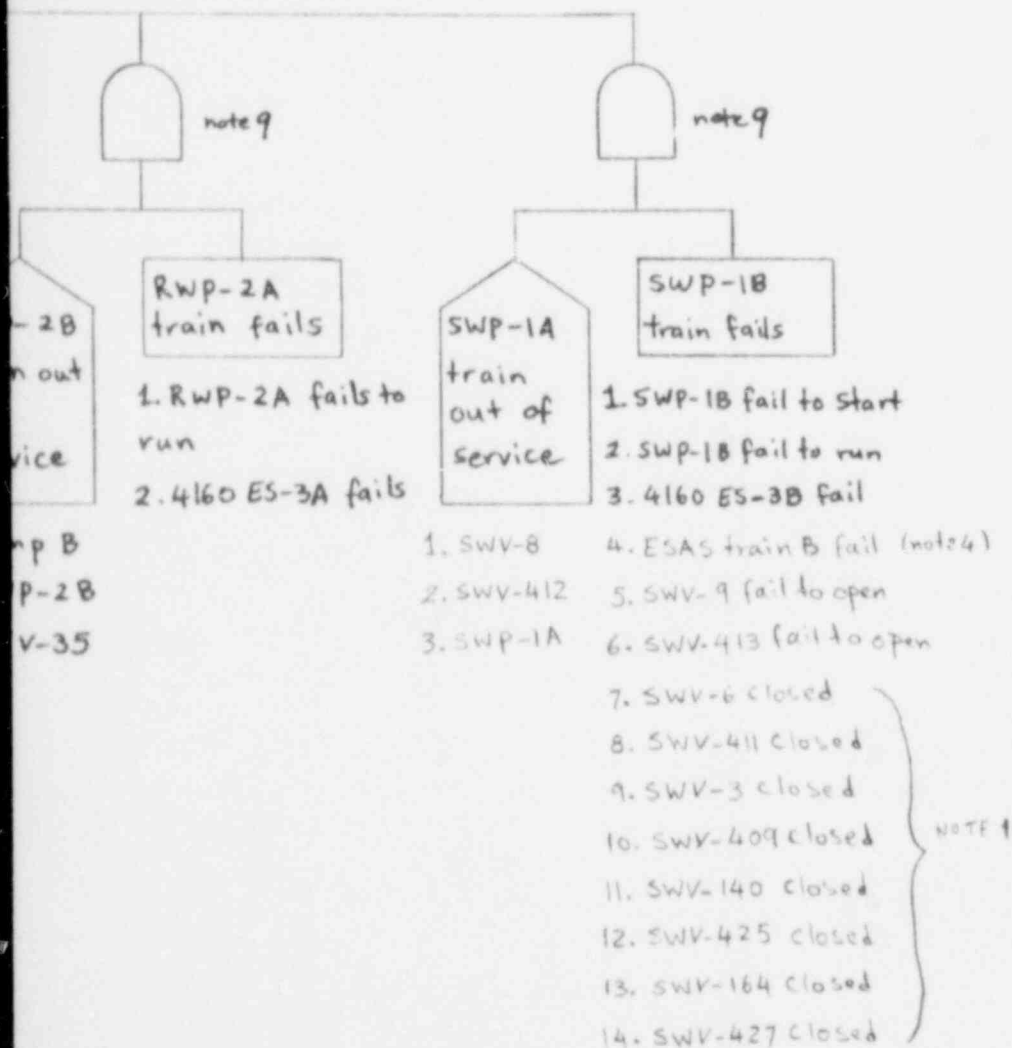 note 9
note 9
- 2B
n out
vice
RWP-2A
train fails
SWP-1A
train
out of
service
SWP-1B
train fails
1. RWP-2A fails to
run
2. 4160 ES-3A fails
1. SWP-1B fail to start
2. SWP-1B fail to run
3. 4160 ES-3B fail
4. ESAS train B fail (note 4)
5. SWV-9 fail to open
6. SWV-413 fail to open
7. SWV-6 closed
8. SWV-411 closed
9. SWV-3 closed
10. SWV-409 closed
11. SWV-140 closed
12. SWV-425 closed
13. SWV-164 closed
14. SWV-427 closed
NOTE 1
mp B
P-2B
V-35
1. SWV-8
2. SWV-412
3. SWP-1A